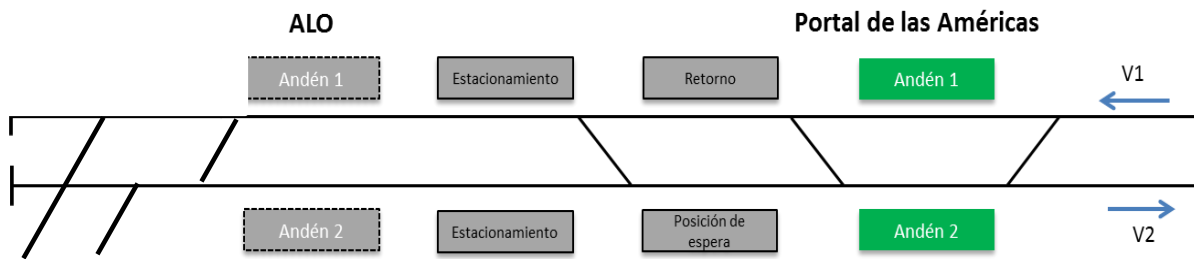 ALO
Portal de las Américas
Andén 1
Estacionamiento
Retorno
Andén 1
V1
Andén 2
Estacionamiento
Posición de
espera
Andén 2
V2